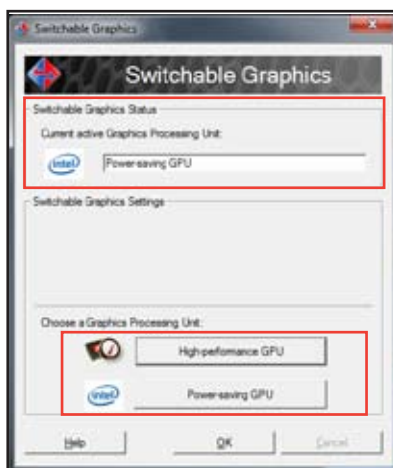 Switchable Graphics
Switchable Graphics
Switchable Graphics Status
Current active Graphics Processing Unit:
intel
Power-saving GPU
Switchable Graphics Settings
Choose a Graphics Processing Unit:
High-performance GPU
intel
Power-saving GPU
Help
OK
Cancel